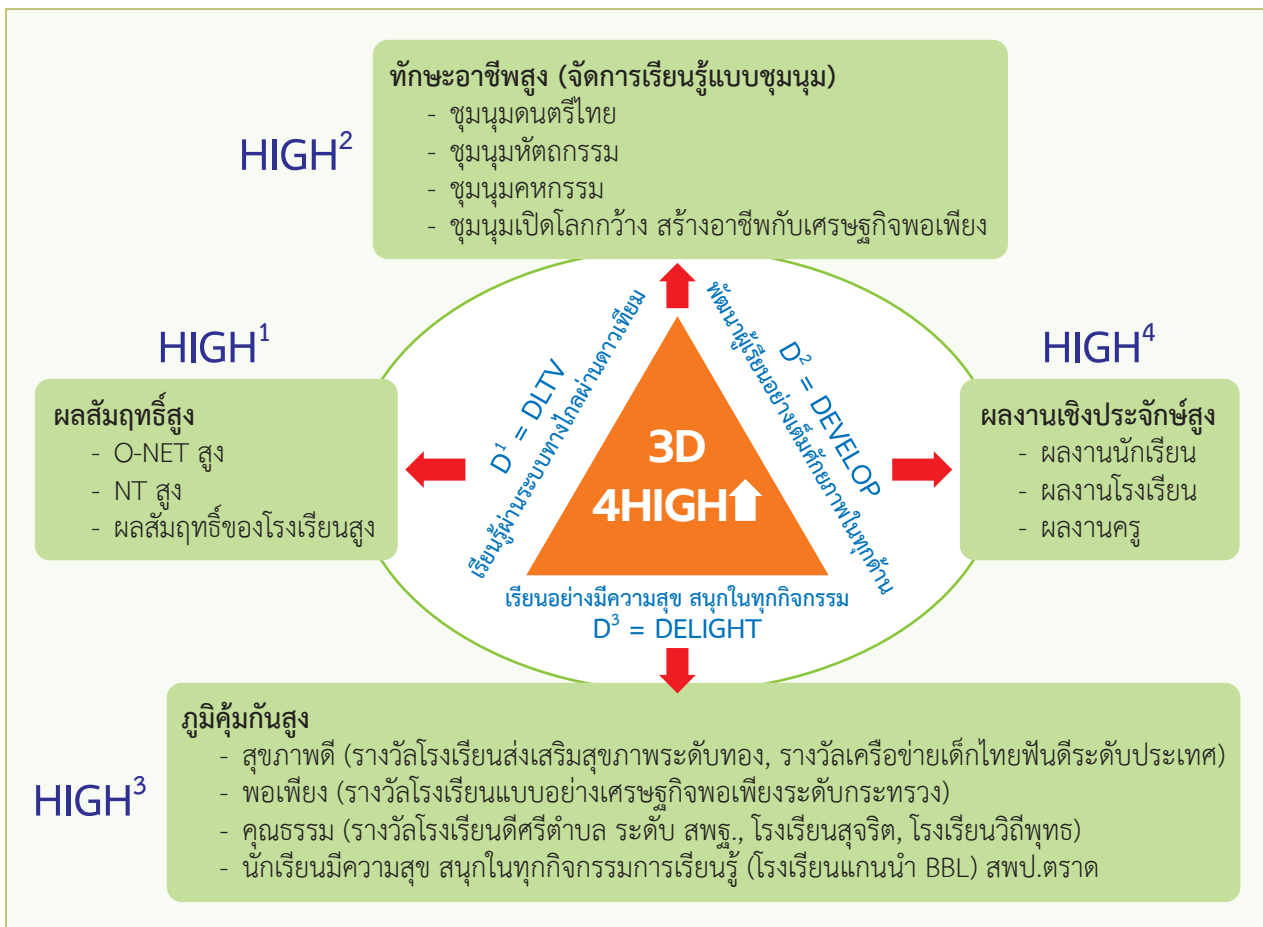 HIGH²
ทักษะอาชีพสูง (จัดการเรียนรู้แบบชุมนุม)
- ชุมนุมดนตรีไทย
- ชุมนุมหัตถกรรม
- ชุมนุมคหกรรม
- ชุมนุมเปิดโลกกว้าง สร้างอาชีพกับเศรษฐกิจพอเพียง
HIGH¹
ผลสัมฤทธิ์สูง
- O-NET สูง
- NT สูง
- ผลสัมฤทธิ์ของโรงเรียนสูง
D¹ = DLTV
เรียนรู้ผ่านระบบทางไกลผ่านดาวเทียม
3D
4HIGH
D² = DEVELOP
พัฒนาผู้เรียนอย่างเต็มศักยภาพในทุกด้าน
เรียนอย่างมีความสุข สนุกในทุกกิจกรรม
D³ = DELIGHT
HIGH⁴
ผลงานเชิงประจักษ์สูง
- ผลงานนักเรียน
- ผลงานโรงเรียน
- ผลงานครู
HIGH³
ภูมิคุ้มกันสูง
- สุขภาพดี (รางวัลโรงเรียนส่งเสริมสุขภาพระดับทอง, รางวัลเครือข่ายเด็กไทยฟันดีระดับประเทศ)
- พอเพียง (รางวัลโรงเรียนแบบอย่างเศรษฐกิจพอเพียงระดับกระทรวง)
- คุณธรรม (รางวัลโรงเรียนดีศรีตำบล ระดับ สพฐ., โรงเรียนสุจริต, โรงเรียนวิถีพุทธ)
- นักเรียนมีความสุข สนุกในทุกกิจกรรมการเรียนรู้ (โรงเรียนแกนนำ BBL) สพป.ตราด